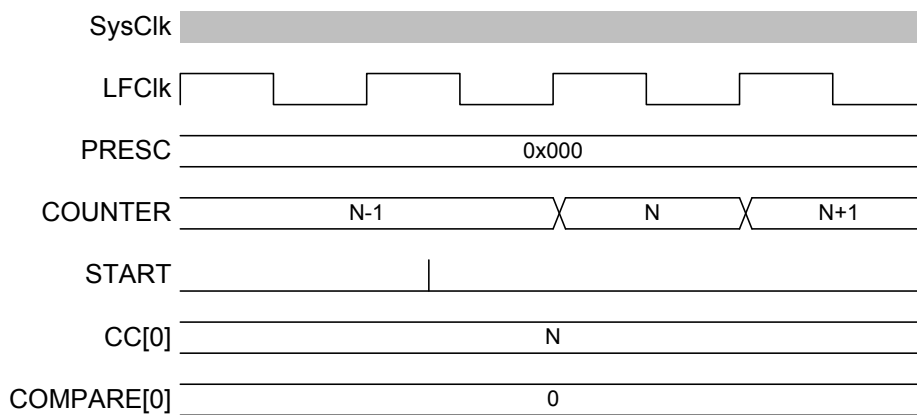 SysClk
LFClk
PRESC 0x000
COUNTER N-1 N N+1
START
CC[0] N
COMPARE[0] 0